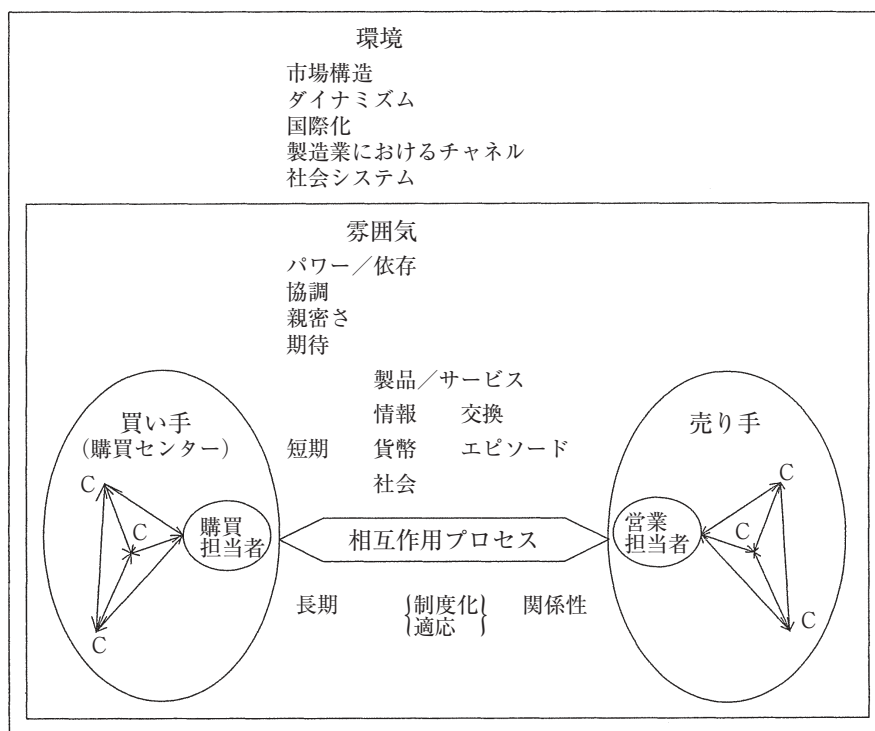 環境
市場構造
ダイナミズム
国際化
製造業におけるチャネル
社会システム
雰囲気
パワー／依存
協調
親密さ
期待
製品／サービス
情報 交換
短期 貨幣 エピソード
社会
買い手
（購買センター）
C
C
C
購買
担当者
相互作用プロセス
売り手
C
C
C
営業
担当者
長期 {制度化} 関係性
{適応}